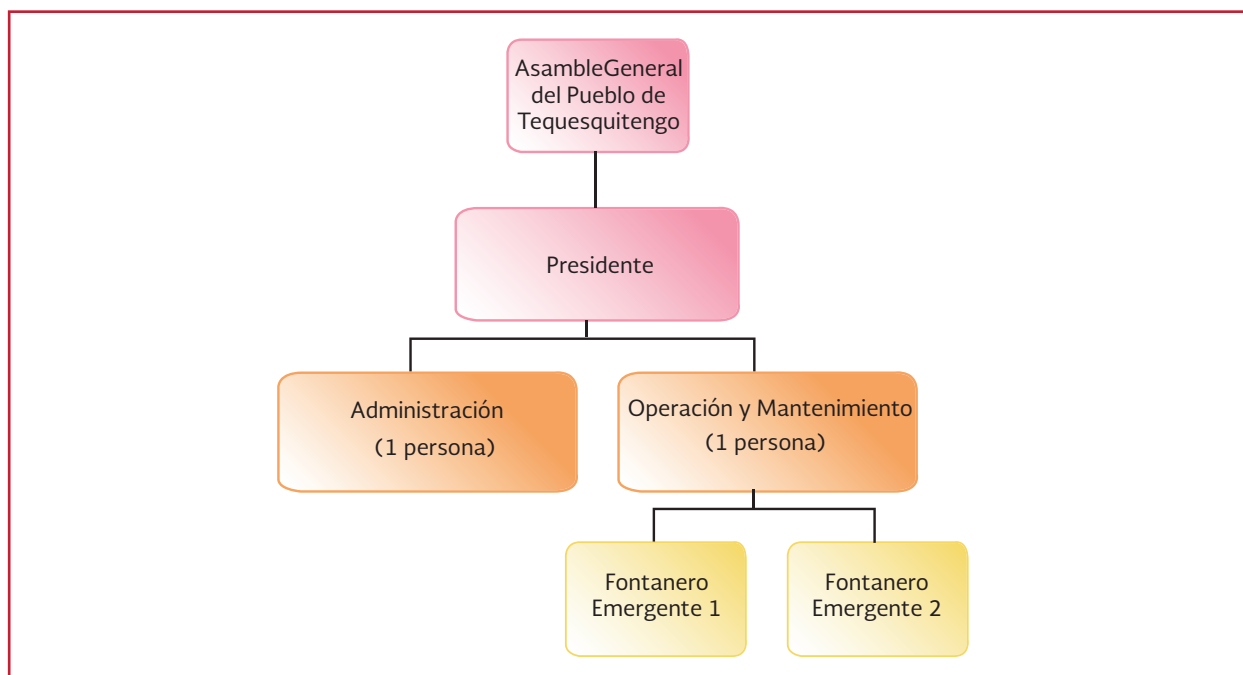 AsambleGeneral
del Pueblo de
Tequesquitengo
Presidente
Administración
(1 persona)
Operación y Mantenimiento
(1 persona)
Fontanero
Emergente 1
Fontanero
Emergente 2